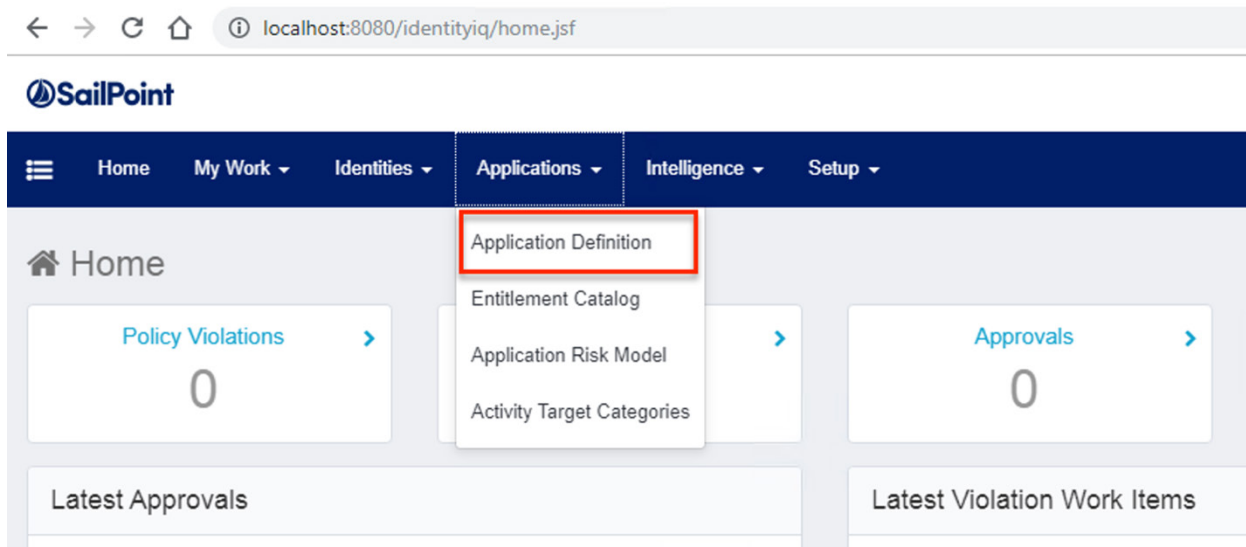 localhost:8080/identityiq/home.jsf
SailPoint
Home My Work Identities Applications Intelligence Setup
Application Definition
Home
Entitlement Catalog
Policy Violations
Approvals
Application Risk Model
0
0
Activity Target Categories
Latest Approvals
Latest Violation Work Items